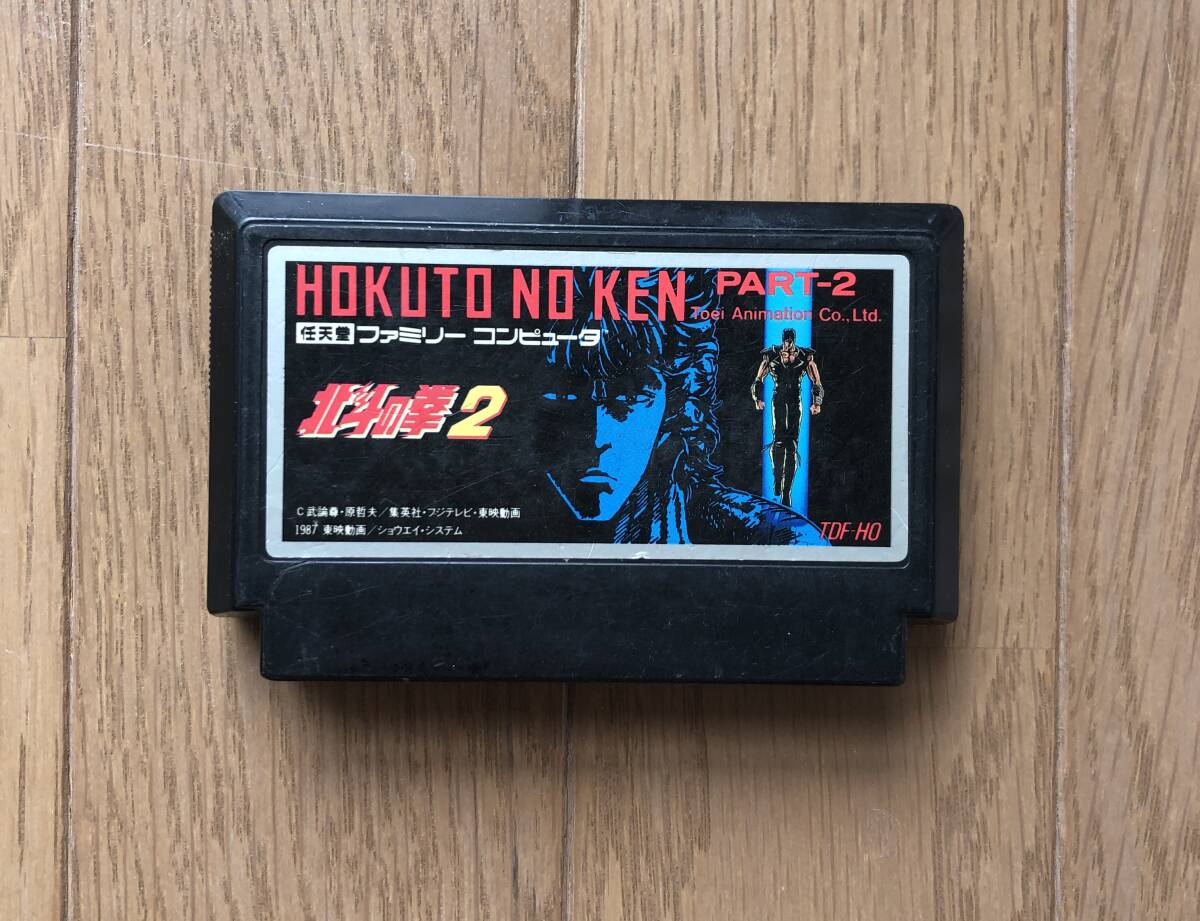 HOKUTO NO KEN PART-2
Toei Animation Co., Ltd.
任天堂 ファミリー コンピュータ
北斗の拳2
C武論尊・原哲夫/集英社・フジテレビ・東映動画
1987 東映動画/ショウエイ・システム
TDF-HO